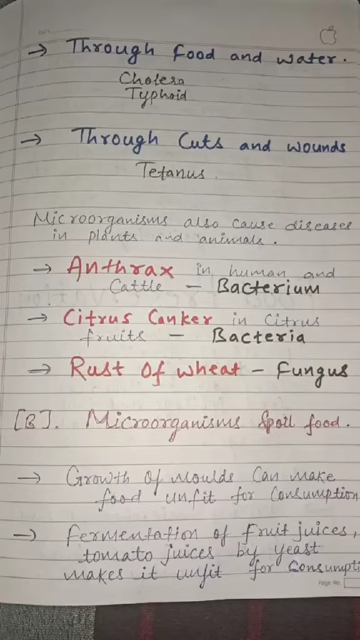 → Through food and water.
Cholera
Typhoid
→ Through Cuts and wounds
Tetanus.
Microorganisms also cause diseases
in plants and animals.
→ Anthrax in human and
Cattle - Bacterium
→ Citrus Canker in Citrus
fruits - Bacteria
→ Rust Of wheat - Fungus
[B]. Microorganisms Spoil food.
→ Growth Of Moulds Can make
food unfit for Consumption
→ Fermentation of fruit juices,
tomato juices by yeast
makes it unfit for Consumpti
Page No.